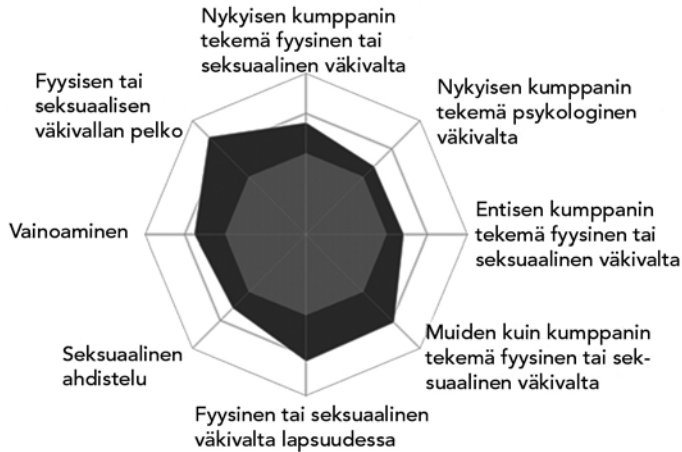 Nykyisen kumppanin
tekemä fyysinen tai
seksuaalinen väkivalta
Nykyisen kumppanin
tekemä psykologinen
väkivalta
Entisen kumppanin
tekemä fyysinen tai
seksuaalinen väkivalta
Muiden kuin kumppanin
tekemä fyysinen tai sek-
suaalinen väkivalta
Fyysinen tai seksuaalinen
väkivalta lapsuudessa
Seksuaalinen
ahdistelu
Vainoaminen
Fyysisen tai
seksuaalisen
väkivallan pelko